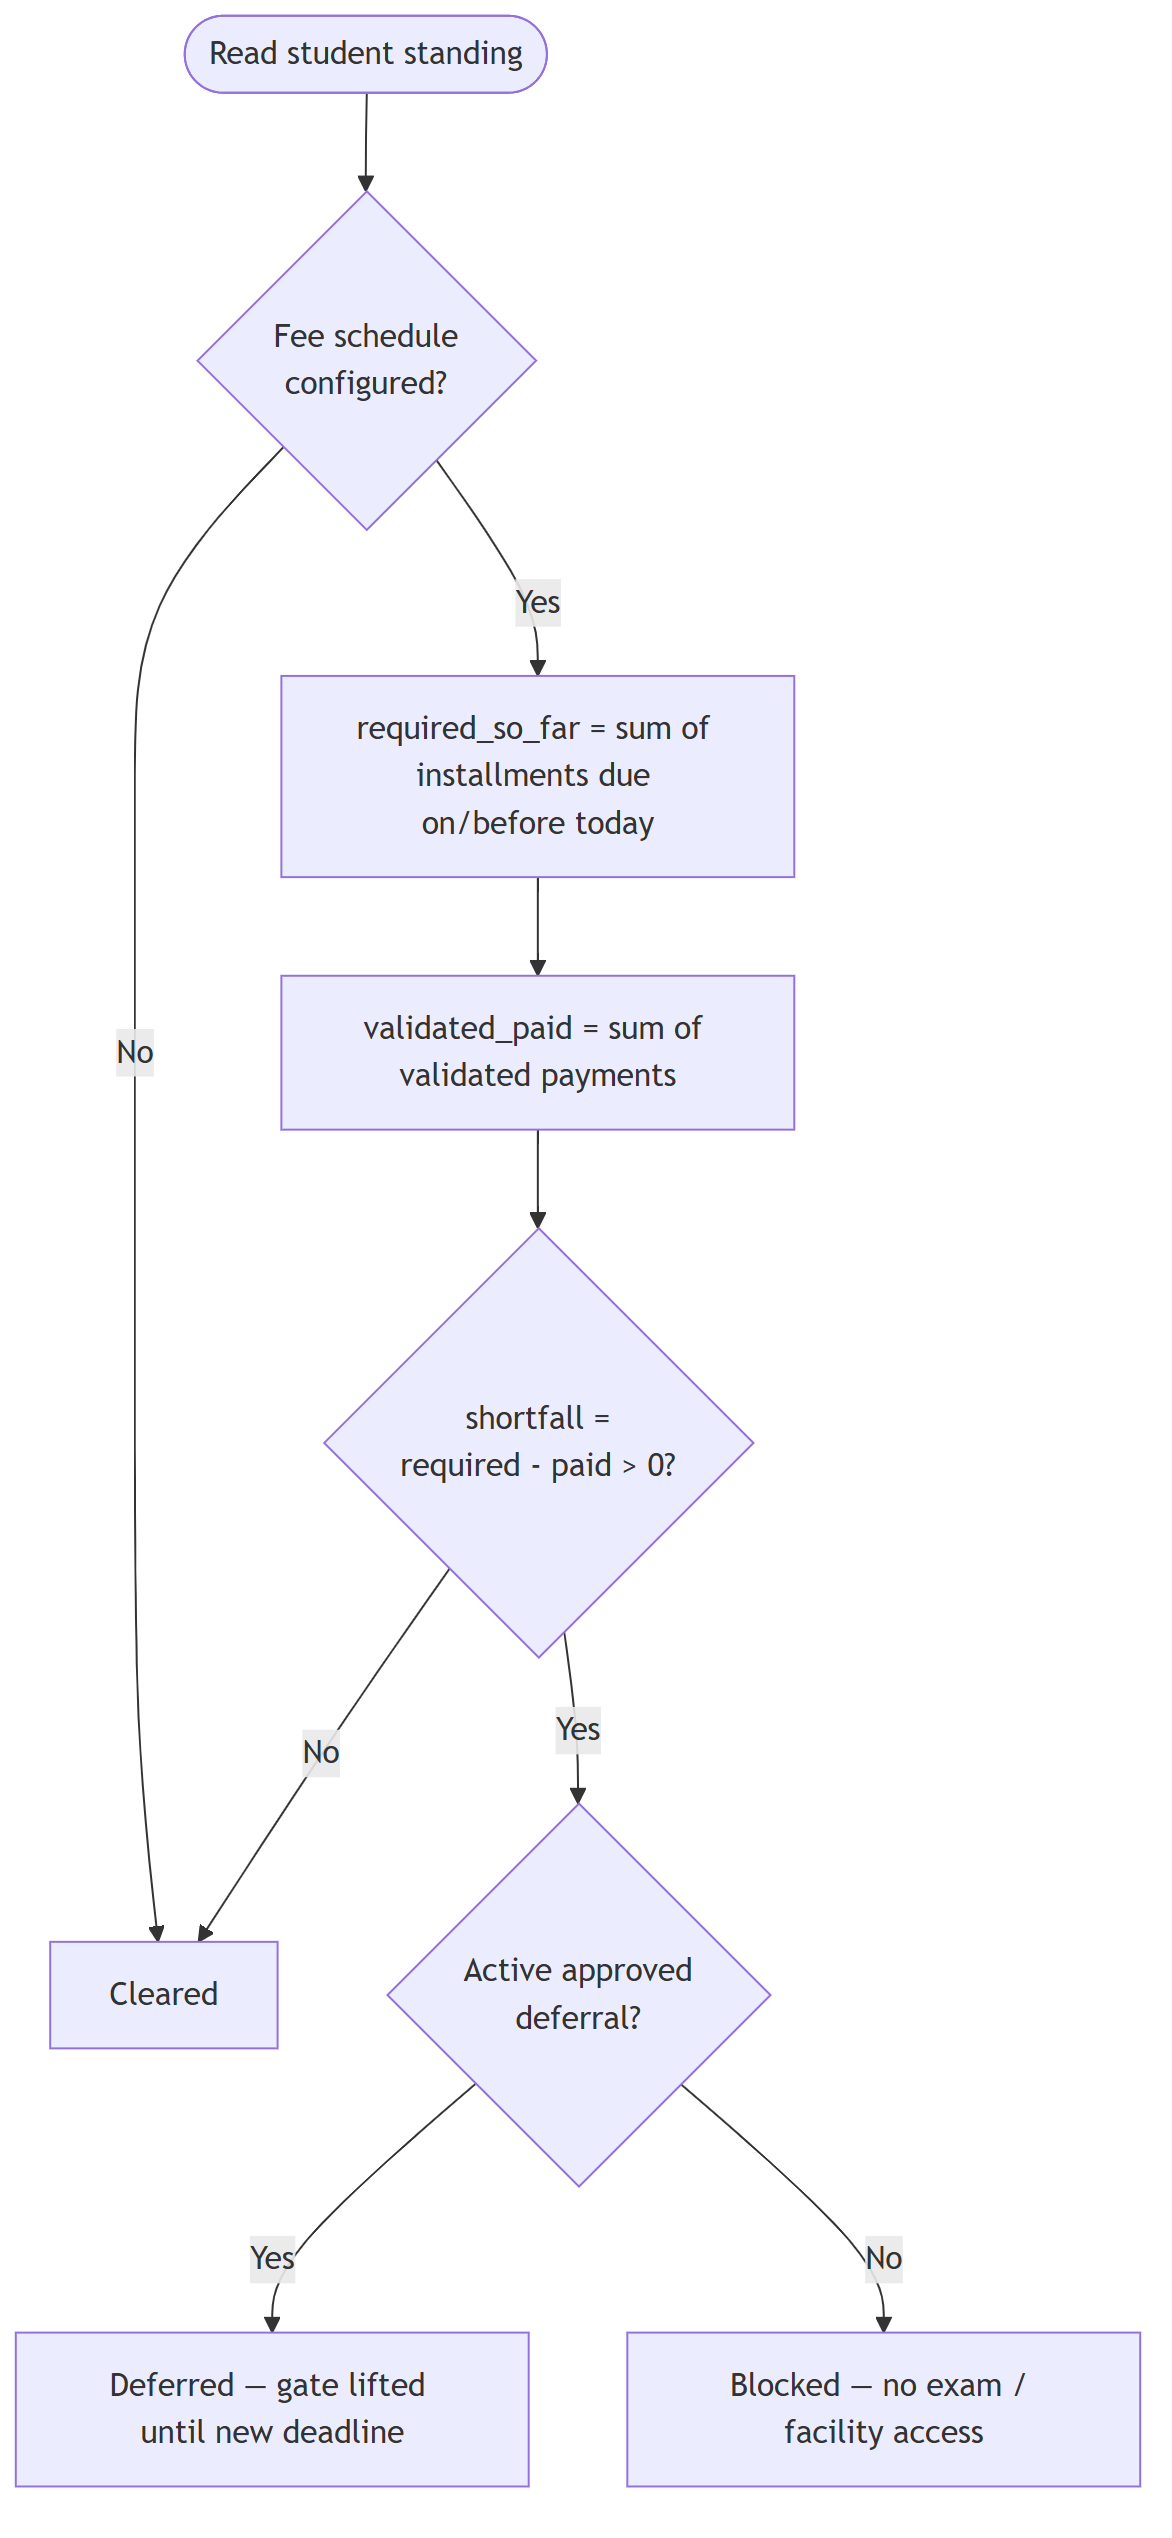 Read student standing
Fee schedule
configured?
Yes
required_so_far = sum of
installments due
on/before today
validated_paid = sum of
validated payments
No
shortfall =
required - paid > 0?
Yes
No
Cleared
Active approved
deferral?
Yes
No
Deferred — gate lifted
until new deadline
Blocked — no exam /
facility access